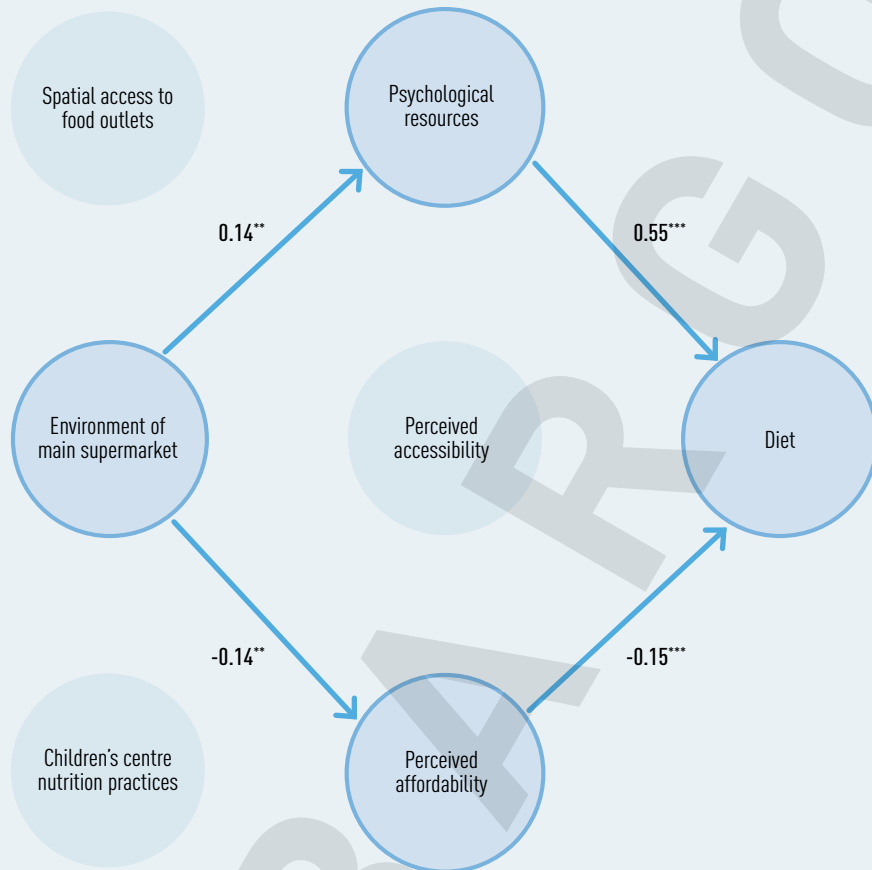 Spatial access to
food outlets
Psychological
resources
0.14**
0.55***
Environment of
main supermarket
Perceived
accessibility
Diet
-0.14**
-0.15***
Children's centre
nutrition practices
Perceived
affordability